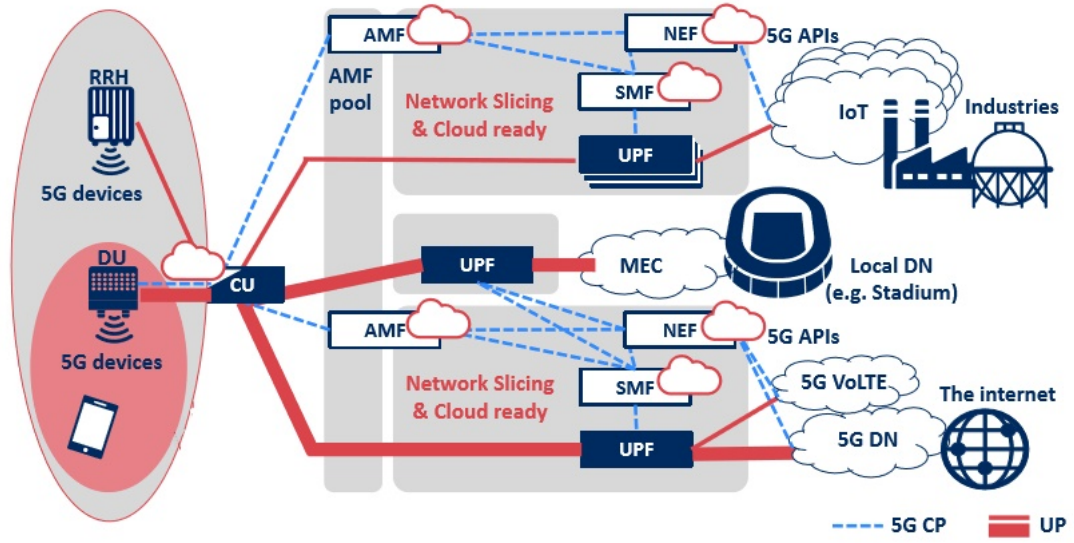 AMF
NEF
5G APIs
RRH
AMF
pool
SMF
Network Slicing
& Cloud ready
IoT
Industries
UPF
5G devices
DU
CU
UPF
MEC
Local DN
(e.g. Stadium)
AMF
NEF
5G APIs
5G devices
Network Slicing
& Cloud ready
SMF
5G VoLTE
The internet
UPF
5G DN
5G CP
UP